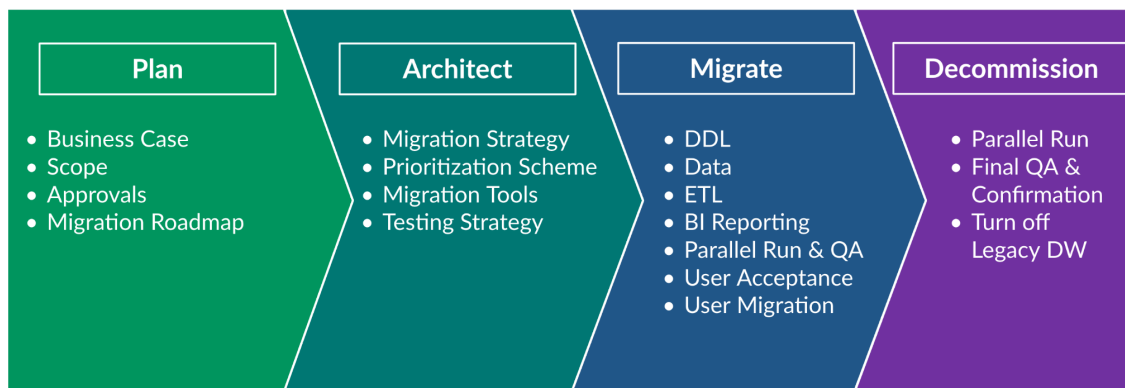 Plan
• Business Case
• Scope
• Approvals
• Migration Roadmap
Architect
• Migration Strategy
• Prioritization Scheme
• Migration Tools
• Testing Strategy
Migrate
• DDL
• Data
• ETL
• BI Reporting
• Parallel Run & QA
• User Acceptance
• User Migration
Decommission
• Parallel Run
• Final QA &
Confirmation
• Turn off
Legacy DW